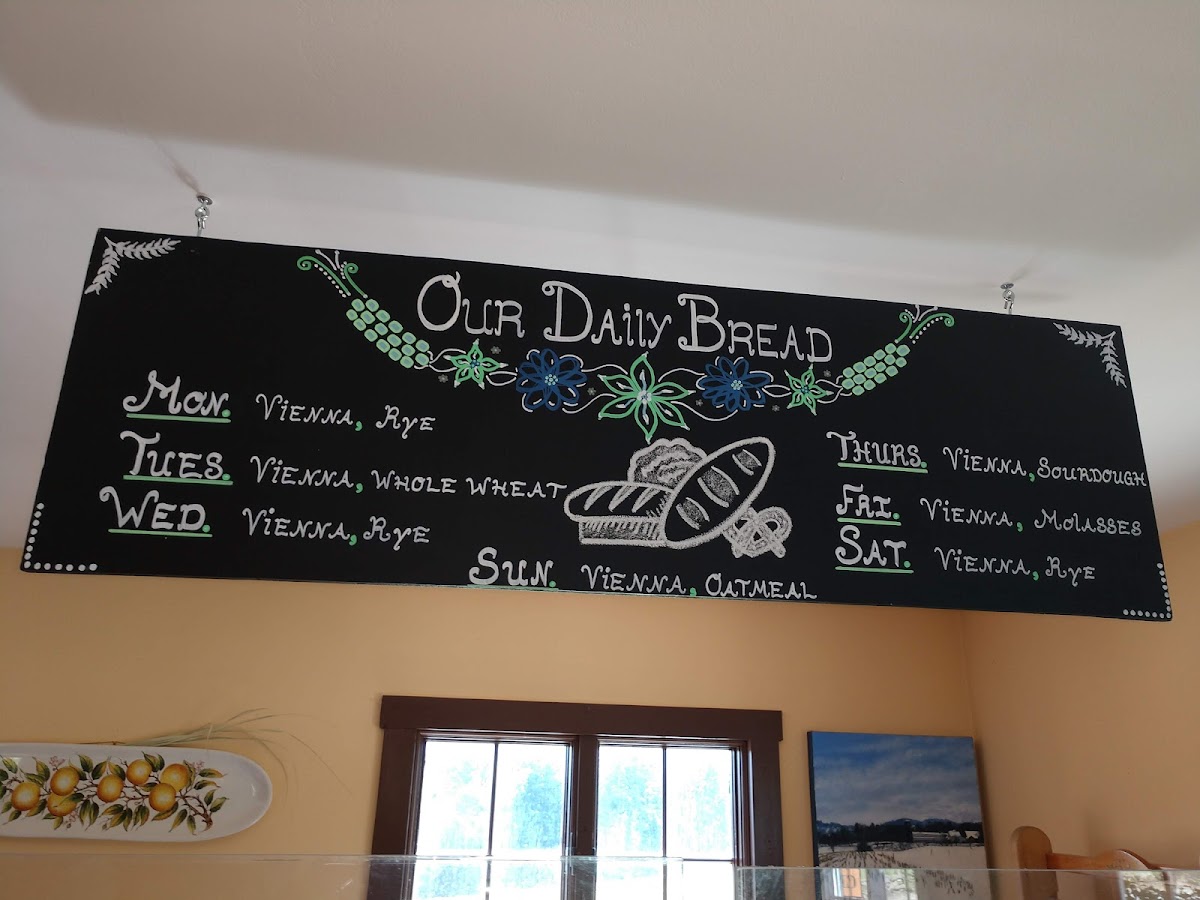 Our Daily Bread
Mon. Vienna, Rye
Tues. Vienna, Whole Wheat
Wed. Vienna, Rye
Thurs. Vienna, Sourdough
Fri. Vienna, Molasses
Sat. Vienna, Rye
Sun. Vienna, Oatmeal